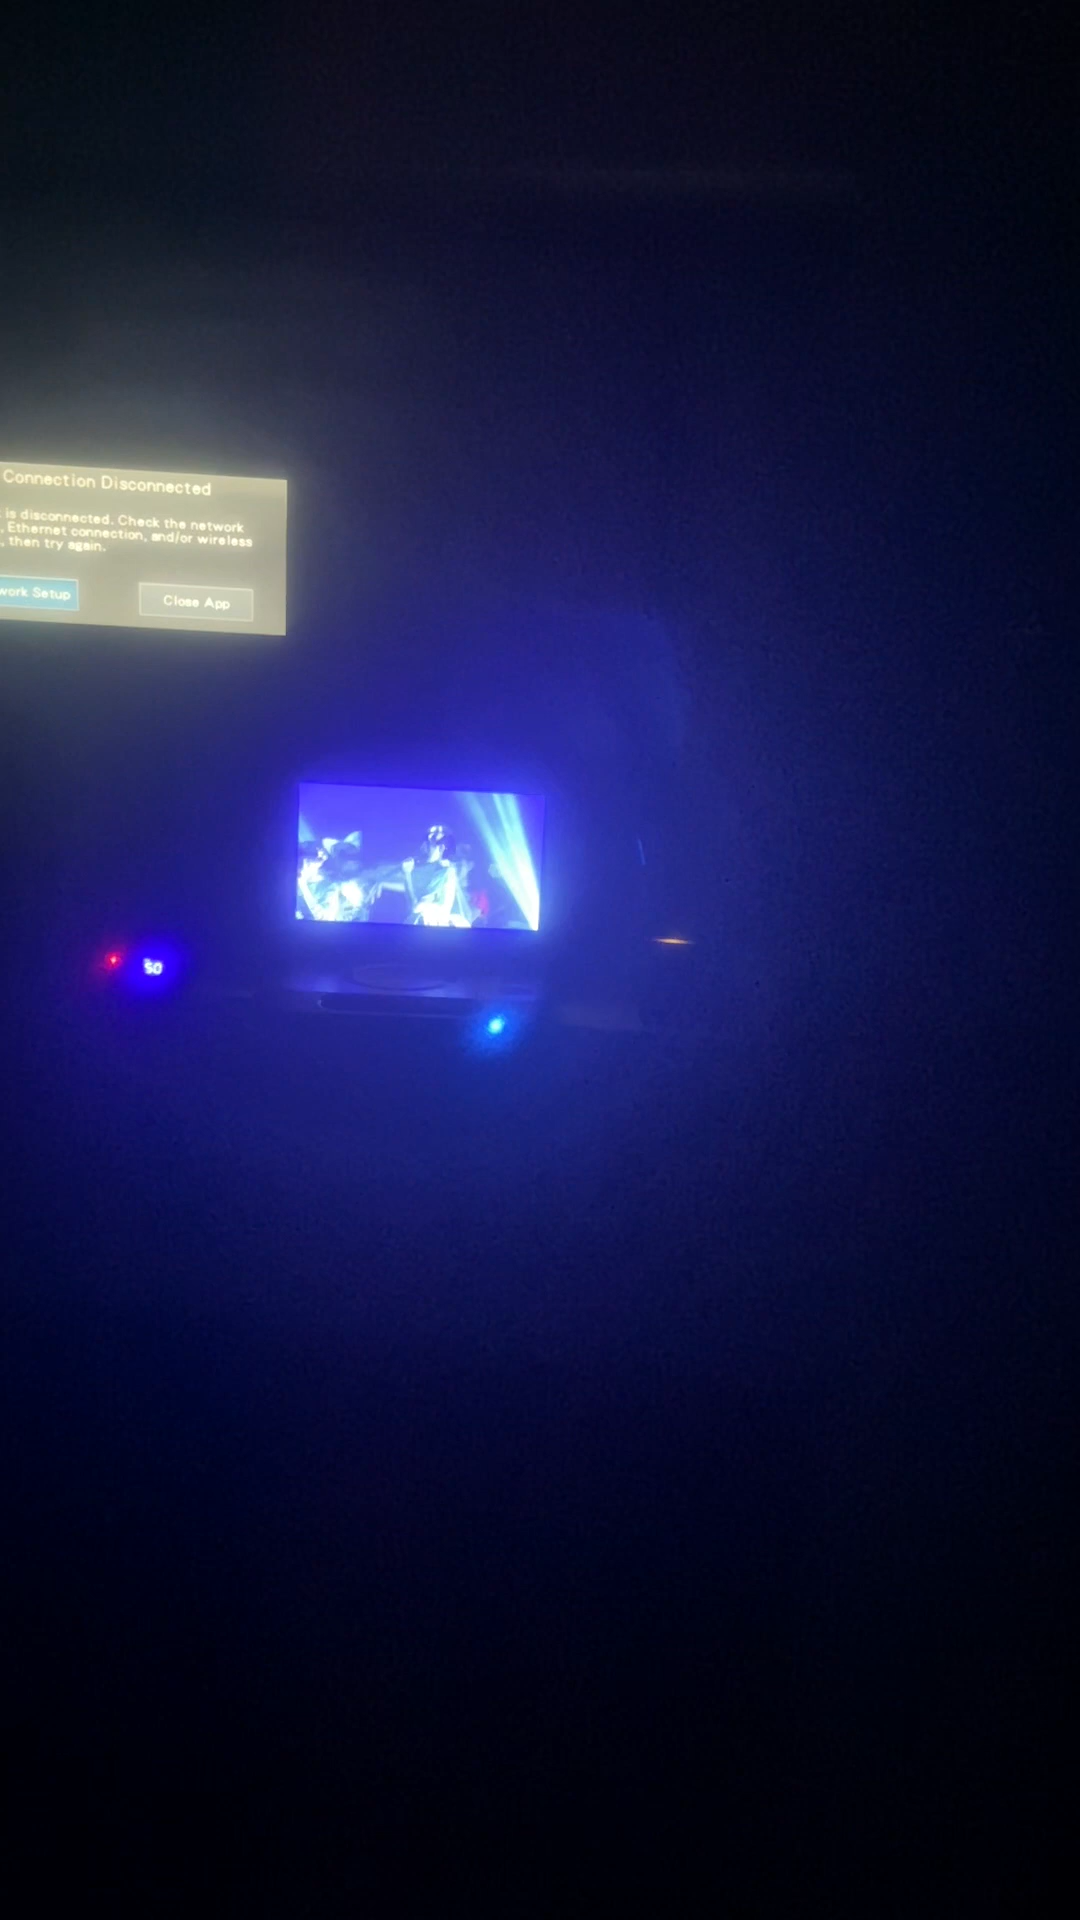 Connection Disconnected
is disconnected. Check the network
, Ethernet connection, and/or wireless
, then try again.
work Setup
Close App
50